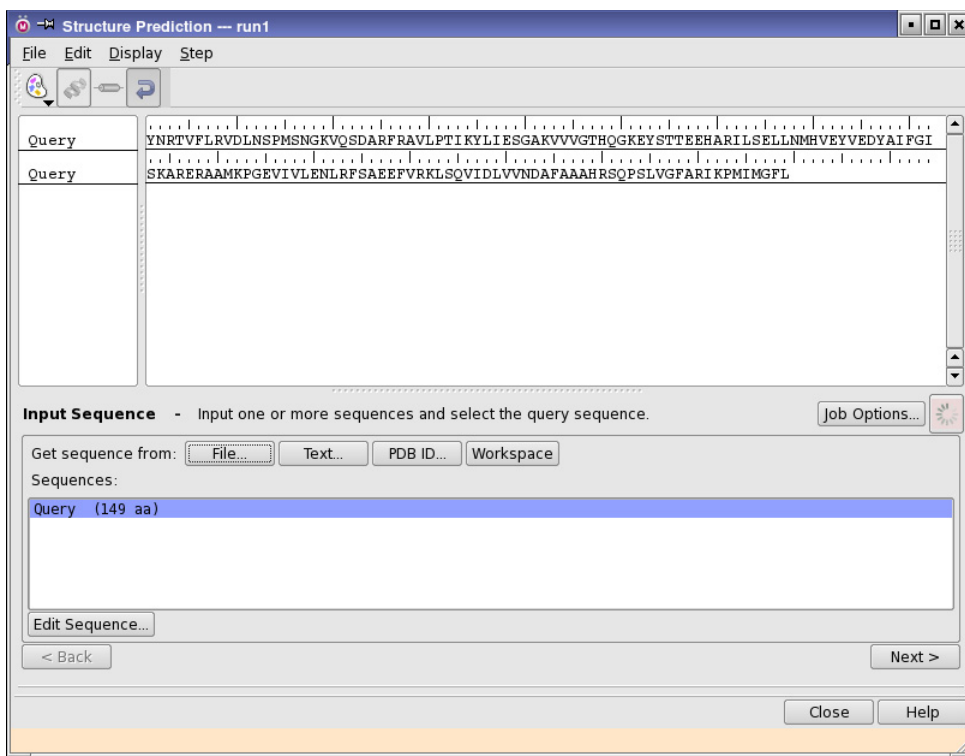 Structure Prediction --- run1
File Edit Display Step
Query YNRTVFLRVDLNSPMSNGKVQSDARFRAVLPTIKYLIESGAKVVVGTHQGKEYSTTEEHARILSELLNMHVEYVEDYAIFGI
Query SKARERAAMKPGEVIVLENLRFSAEEFVRKLSQVIDLVVNDAFAAAHRSQPSLVGFARIKPMIMGFL
Input Sequence - Input one or more sequences and select the query sequence. Job Options...
Get sequence from: File... Text... PDB ID... Workspace
Sequences:
Query (149 aa)
Edit Sequence...
< Back Next >
Close Help